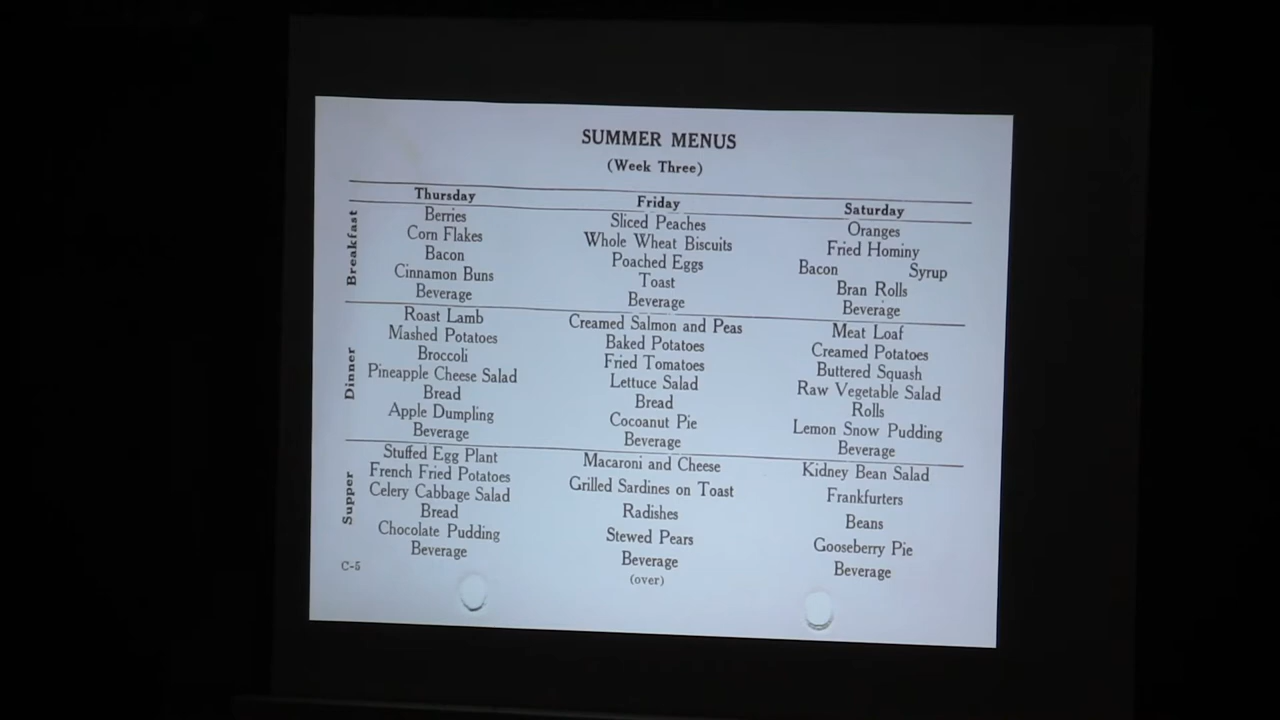 SUMMER MENUS
(Week Three)
Thursday Friday Saturday
Breakfast
Berries
Corn Flakes
Bacon
Cinnamon Buns
Beverage
Sliced Peaches
Whole Wheat Biscuits
Poached Eggs
Toast
Beverage
Oranges
Fried Hominy
Bacon Syrup
Bran Rolls
Beverage
Dinner
Roast Lamb
Mashed Potatoes
Broccoli
Pineapple Cheese Salad
Bread
Apple Dumpling
Beverage
Creamed Salmon and Peas
Baked Potatoes
Fried Tomatoes
Lettuce Salad
Bread
Cocoanut Pie
Beverage
Meat Loaf
Creamed Potatoes
Buttered Squash
Raw Vegetable Salad
Rolls
Lemon Snow Pudding
Beverage
Supper
Stuffed Egg Plant
French Fried Potatoes
Celery Cabbage Salad
Bread
Chocolate Pudding
Beverage
Macaroni and Cheese
Grilled Sardines on Toast
Radishes
Stewed Pears
Beverage
Kidney Bean Salad
Frankfurters
Beans
Gooseberry Pie
Beverage
C-5
(over)